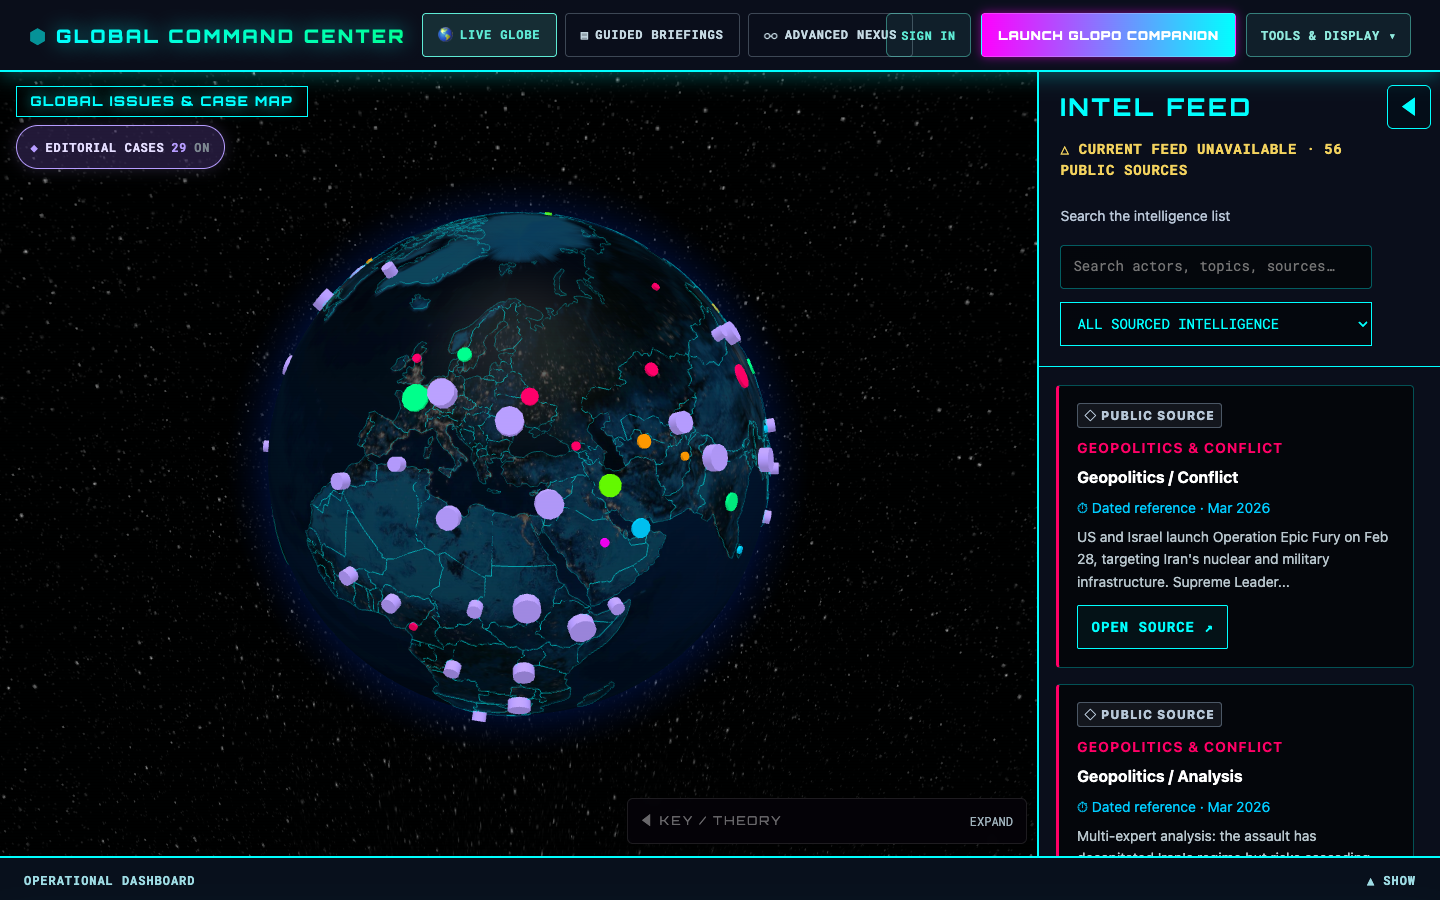 GLOBAL COMMAND CENTER
LIVE GLOBE
GUIDED BRIEFINGS
ADVANCED NEXUS
SIGN IN
LAUNCH GLOPO COMPANION
TOOLS & DISPLAY ▾
GLOBAL ISSUES & CASE MAP
◆ EDITORIAL CASES 29 ON
INTEL FEED
△ CURRENT FEED UNAVAILABLE · 56
PUBLIC SOURCES
Search the intelligence list
Search actors, topics, sources…
ALL SOURCED INTELLIGENCE
◇ PUBLIC SOURCE
GEOPOLITICS & CONFLICT
Geopolitics / Conflict
⏱ Dated reference · Mar 2026
US and Israel launch Operation Epic Fury on Feb
28, targeting Iran's nuclear and military
infrastructure. Supreme Leader...
OPEN SOURCE ↗
◇ PUBLIC SOURCE
GEOPOLITICS & CONFLICT
Geopolitics / Analysis
⏱ Dated reference · Mar 2026
Multi-expert analysis: the assault has
◀ KEY / THEORY
EXPAND
OPERATIONAL DASHBOARD
▲ SHOW